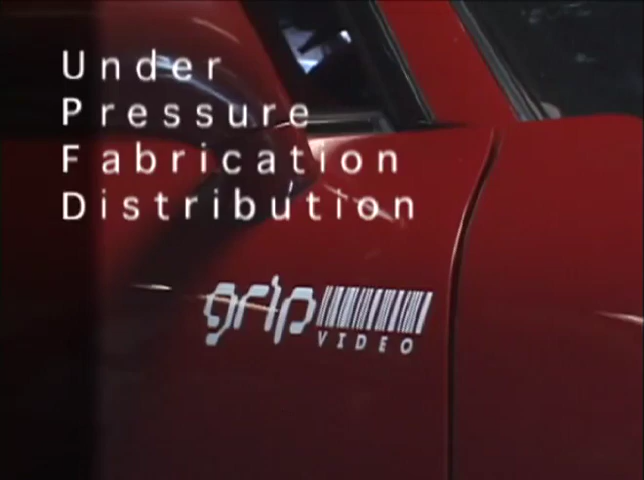 Under
Pressure
Fabrication
Distribution
grip
VIDEO